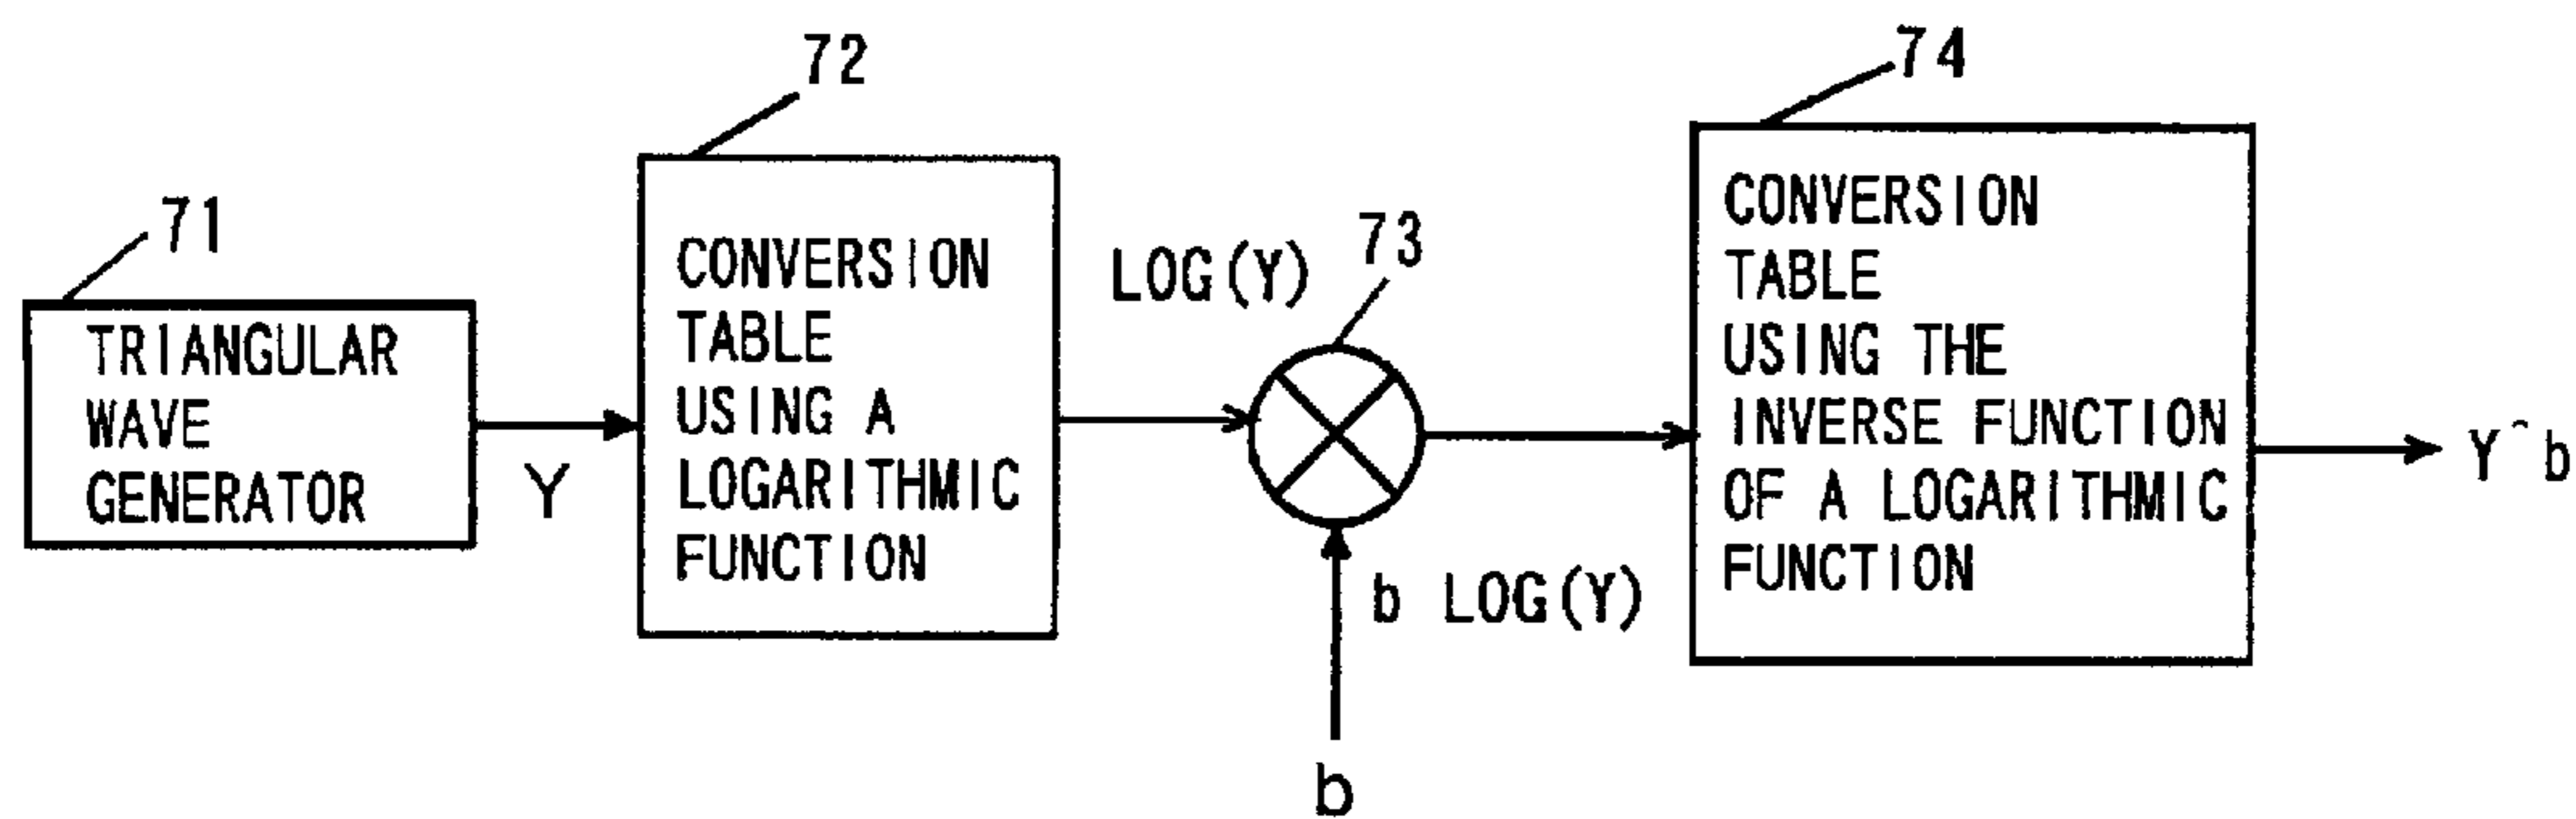 71
TRIANGULAR
WAVE
GENERATOR
Y
72
CONVERSION
TABLE
USING A
LOGARITHMIC
FUNCTION
LOG(Y)
73
b LOG(Y)
b
74
CONVERSION
TABLE
USING THE
INVERSE FUNCTION
OF A LOGARITHMIC
FUNCTION
Y^b